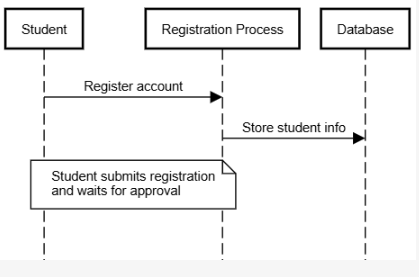 Student
Registration Process
Database
Register account
Store student info
Student submits registration
and waits for approval